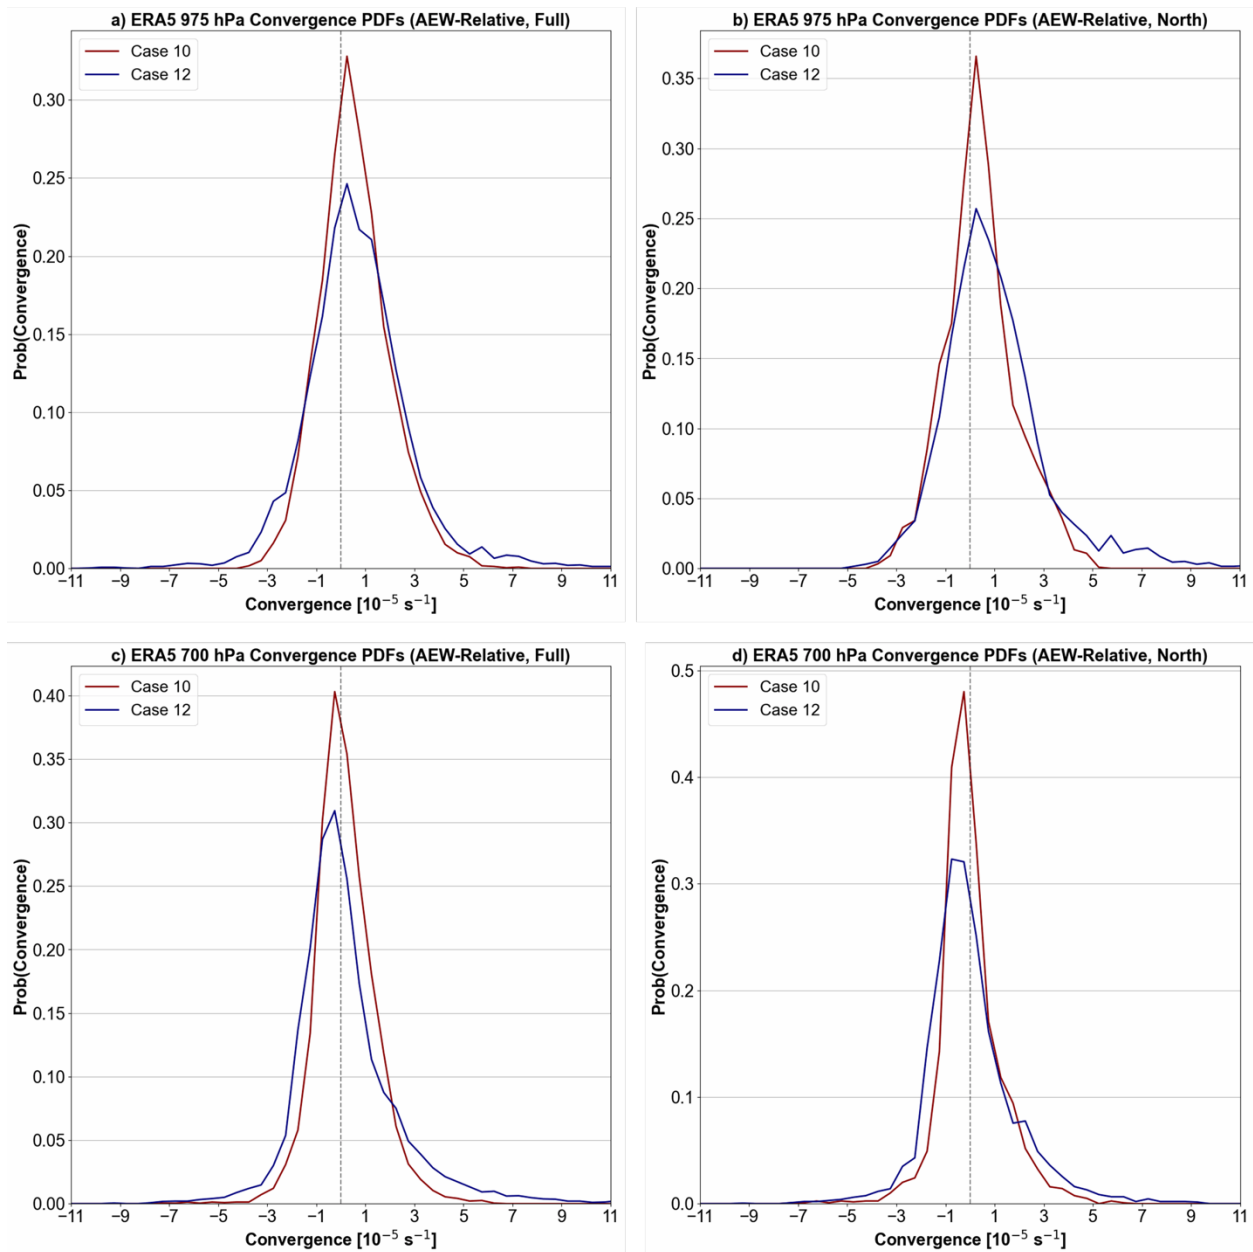 a) ERA5 975 hPa Convergence PDFs (AEW-Relative, Full)
Case 10
Case 12
0.30
0.25
0.20
0.15
0.10
0.05
0.00
Prob(Convergence)
−11 −9 −7 −5 −3 −1 1 3 5 7 9 11
Convergence [10⁻⁵ s⁻¹]
b) ERA5 975 hPa Convergence PDFs (AEW-Relative, North)
Case 10
Case 12
0.35
0.30
0.25
0.20
0.15
0.10
0.05
0.00
Prob(Convergence)
−11 −9 −7 −5 −3 −1 1 3 5 7 9 11
Convergence [10⁻⁵ s⁻¹]
c) ERA5 700 hPa Convergence PDFs (AEW-Relative, Full)
Case 10
Case 12
0.40
0.35
0.30
0.25
0.20
0.15
0.10
0.05
0.00
Prob(Convergence)
−11 −9 −7 −5 −3 −1 1 3 5 7 9 11
Convergence [10⁻⁵ s⁻¹]
d) ERA5 700 hPa Convergence PDFs (AEW-Relative, North)
Case 10
Case 12
0.5
0.4
0.3
0.2
0.1
0.0
Prob(Convergence)
−11 −9 −7 −5 −3 −1 1 3 5 7 9 11
Convergence [10⁻⁵ s⁻¹]